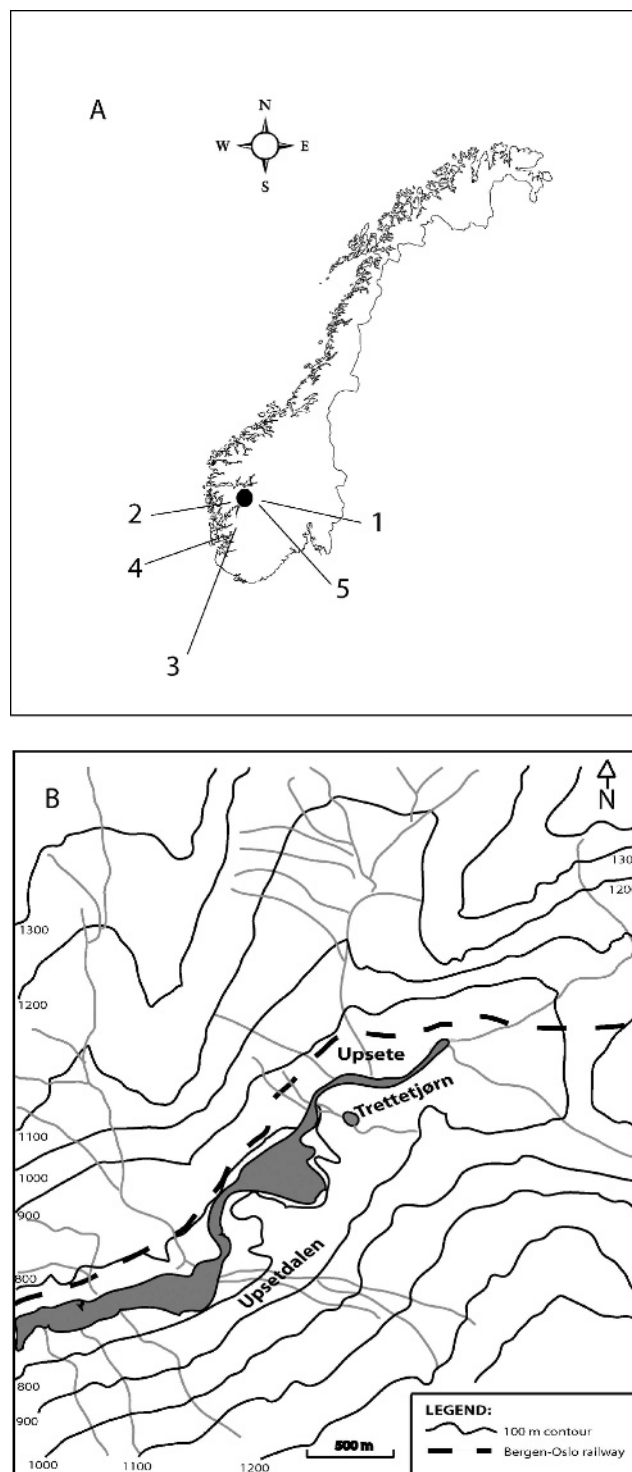 A
N
W E
S
2
1
4
5
3
B
N
1300
1200
1300
1200
Upsete
Trettetjørn
1100
1000
900
800
Upsetdalen
800
900
1000
1100
1200
500 m
LEGEND:
100 m contour
Bergen-Oslo railway